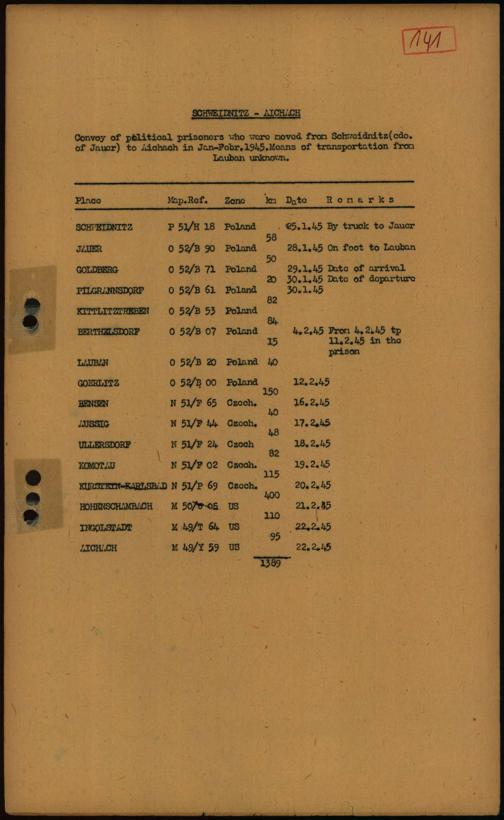 141
SCHWEIDNITZ - AICHACH
Convoy of political prisoners who were moved from Schweidnitz(cdo.
of Jauer) to Aichach in Jan-Febr.1945.Means of transportation from
Lauban unknown.
Place Map.Ref. Zone km Date Remarks
SCHWEIDNITZ P 51/H 18 Poland 25.1.45 By truck to Jauer
58
JAUER O 52/B 90 Poland 28.1.45 On foot to Lauban
50
GOLDBERG O 52/B 71 Poland 29.1.45 Date of arrival
20 30.1.45 Date of departure
PILGRAMSDORF O 52/B 61 Poland 30.1.45
82
KITTLITZTREBEN O 52/B 53 Poland
84
BERTHELSDORF O 52/B 07 Poland 4.2.45 From 4.2.45 tp
15 11.2.45 in the
prison
LAUBAN O 52/B 20 Poland 40
GOERLITZ O 52/B 00 Poland 12.2.45
150
BENSEN N 51/F 65 Czech. 16.2.45
40
AUSSIG N 51/F 44 Czech. 17.2.45
48
ULLERSDORF N 51/F 24 Czech 18.2.45
82
KOMOTAU N 51/F 02 Czech. 19.2.45
115
KURSTEIN-KARLSBAD N 51/P 69 Czech. 20.2.45
400
HOHENSCHAMBACH M 50/ 05 US 21.2.45
110
INGOLSTADT M 49/T 64 US 22.2.45
95
AICHACH M 49/Y 59 US 22.2.45
1389